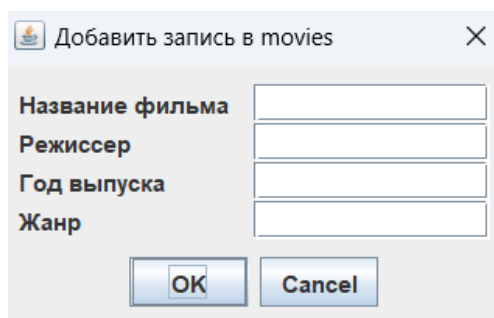 Добавить запись в movies
Название фильма
Режиссер
Год выпуска
Жанр
OK Cancel